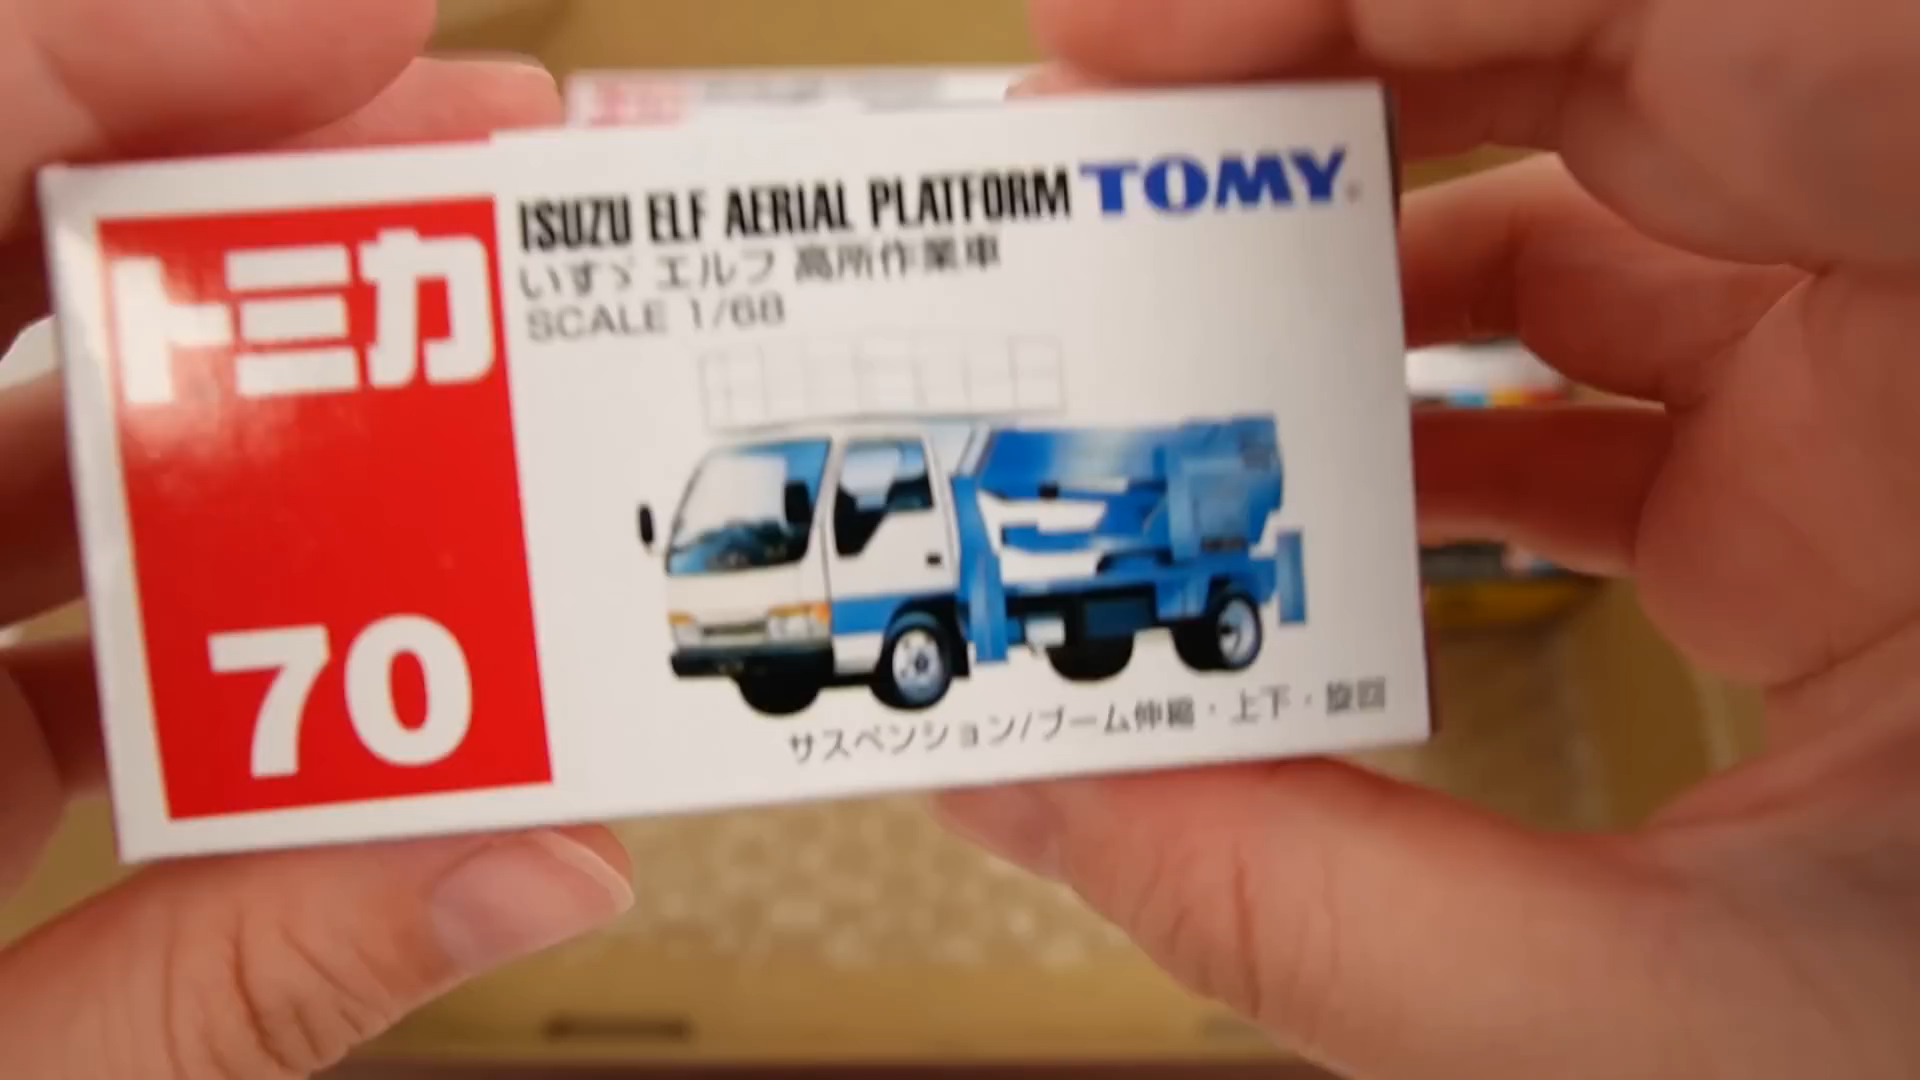 トミカ
70
ISUZU ELF AERIAL PLATFORM TOMY
いすゞ エルフ 高所作業車
SCALE 1/68
サスペンション/ブーム伸縮・上下・旋回